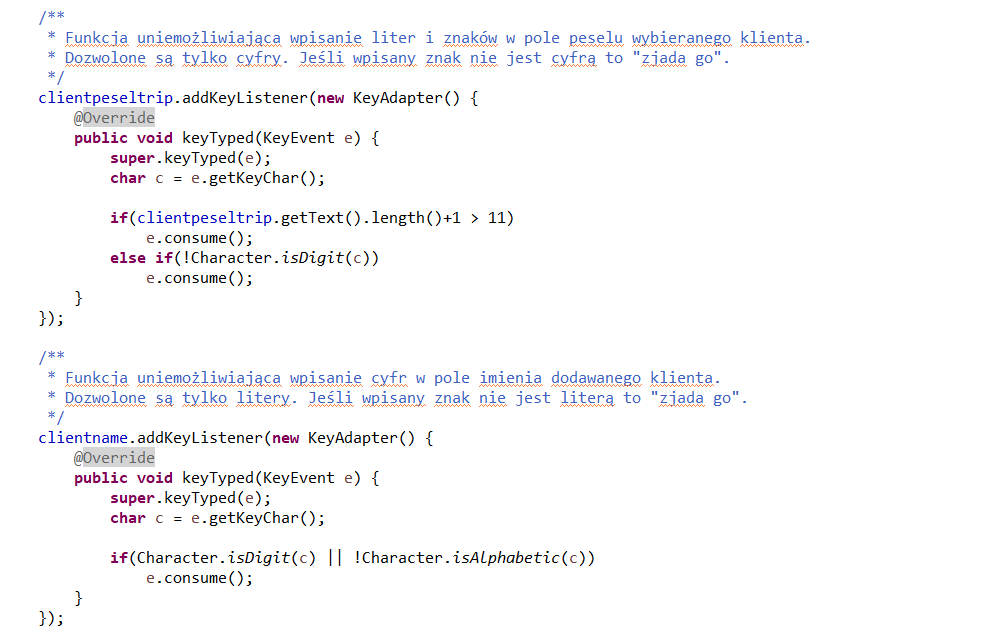 /**
 * Funkcja uniemożliwiająca wpisanie liter i znaków w pole peselu wybieranego klienta.
 * Dozwolone są tylko cyfry. Jeśli wpisany znak nie jest cyfrą to "zjada go".
 */
clientpeseltrip.addKeyListener(new KeyAdapter() {
    @Override
    public void keyTyped(KeyEvent e) {
        super.keyTyped(e);
        char c = e.getKeyChar();

        if(clientpeseltrip.getText().length()+1 > 11)
            e.consume();
        else if(!Character.isDigit(c))
            e.consume();
    }
});

/**
 * Funkcja uniemożliwiająca wpisanie cyfr w pole imienia dodawanego klienta.
 * Dozwolone są tylko litery. Jeśli wpisany znak nie jest literą to "zjada go".
 */
clientname.addKeyListener(new KeyAdapter() {
    @Override
    public void keyTyped(KeyEvent e) {
        super.keyTyped(e);
        char c = e.getKeyChar();

        if(Character.isDigit(c) || !Character.isAlphabetic(c))
            e.consume();
    }
});